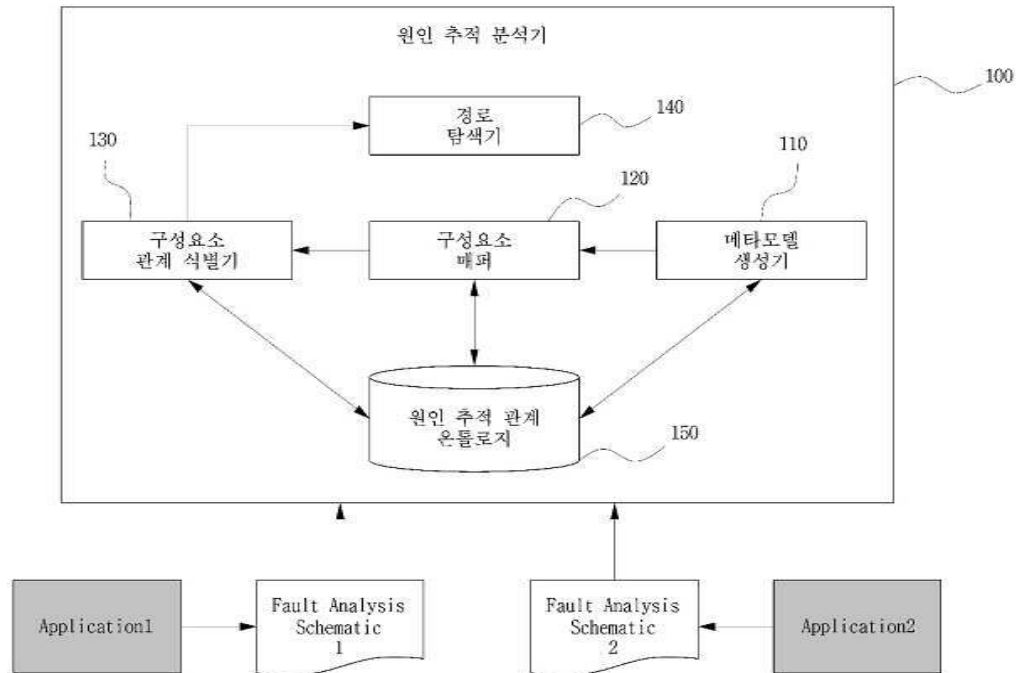 원인 추적 분석기
100
경로
탐색기
140
130
구성요소
관계 식별기
120
구성요소
매퍼
110
메타모델
생성기
원인 추적 관계
온톨로지
150
Application1
Fault Analysis
Schematic
1
Fault Analysis
Schematic
2
Application2